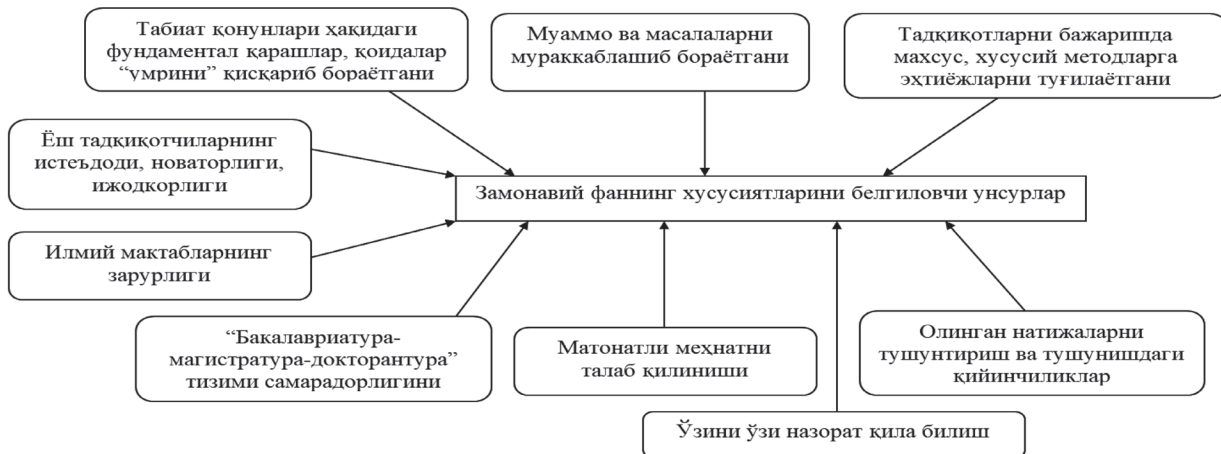 Табиат қонунлари ҳақидаги
фундаментал қарашлар, қоидалар
“умрини” қисқариб бораётгани
Муаммо ва масалаларни
мураккаблашиб бораётгани
Тадқиқотларни бажаришда
махсус, хусусий методларга
эҳтиёжларни туғилаётгани
Ёш тадқиқотчиларнинг
истеъдоди, новаторлиги,
ижодкорлиги
Замонавий фаннинг хусусиятларини белгиловчи унсурлар
Илмий мактабларнинг
зарурлиги
“Бакалавриатура-
магистратура-докторантура”
тизими самарадорлигини
Матонатли меҳнатни
талаб қилиниши
Олинган натижаларни
тушунтириш ва тушунишдаги
қийинчиликлар
Ўзини ўзи назорат қила билиш